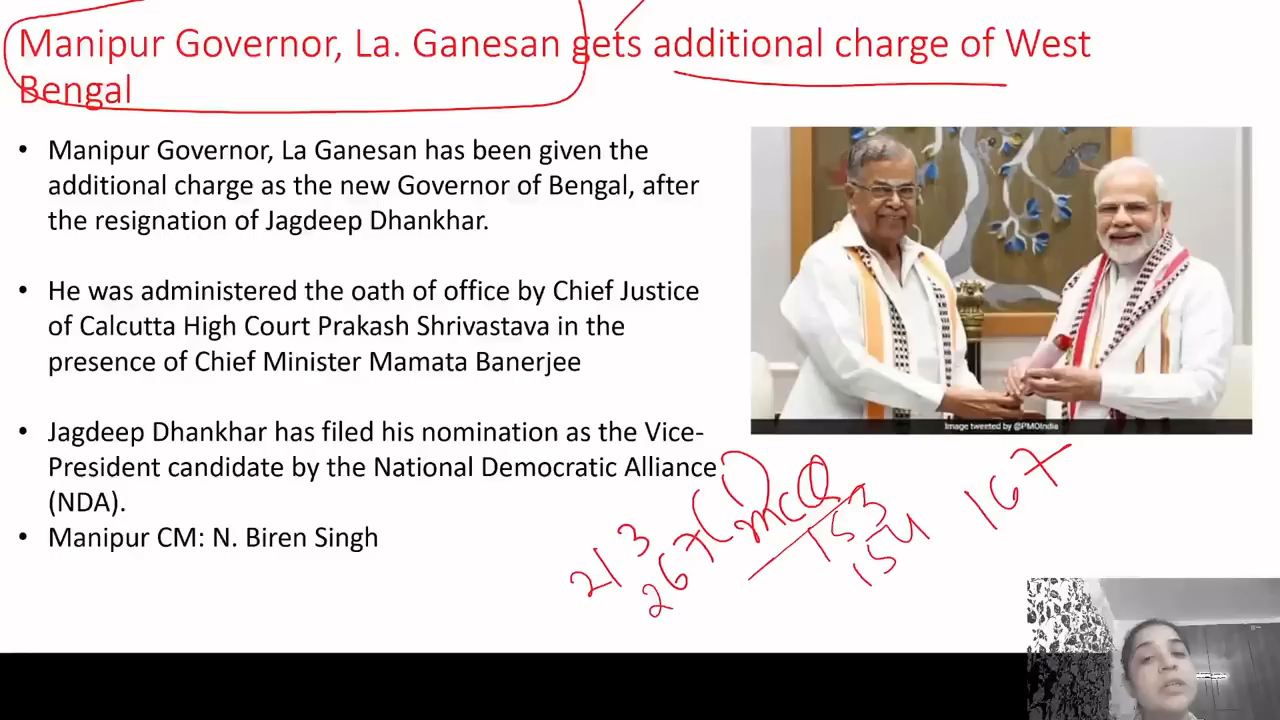 Manipur Governor, La. Ganesan gets additional charge of West
Bengal
• Manipur Governor, La Ganesan has been given the
additional charge as the new Governor of Bengal, after
the resignation of Jagdeep Dhankhar.
• He was administered the oath of office by Chief Justice
of Calcutta High Court Prakash Shrivastava in the
presence of Chief Minister Mamata Banerjee
• Jagdeep Dhankhar has filed his nomination as the Vice-
President candidate by the National Democratic Alliance
(NDA).
• Manipur CM: N. Biren Singh
Image tweeted by @PMOIndia
213
267 (1) mcQ
153
154
167